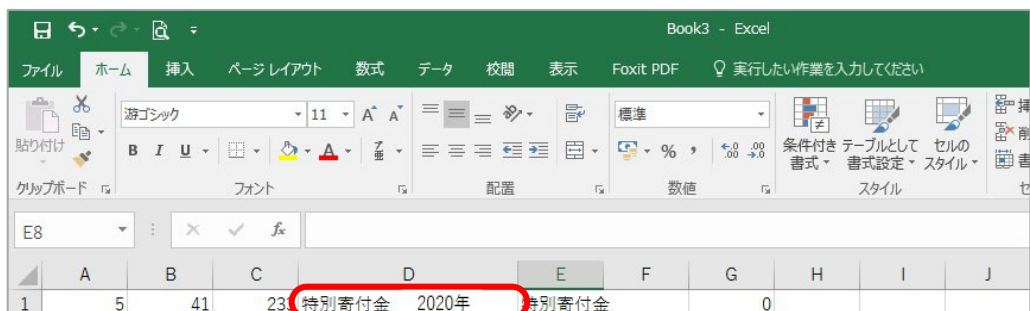 Book3 - Excel
ファイル ホーム 挿入 ページ レイアウト 数式 データ 校閲 表示 Foxit PDF 実行したい作業を入力してください
游ゴシック 11 A A 標準
貼り付け B I U A % , .0 .00 .00 .0 条件付き テーブルとして セルの
書式 書式設定 スタイル
クリップボード フォント 配置 数値 スタイル
E8 fx
A B C D E F G H I J
1 5 41 233 特別寄付金 2020年 特別寄付金 0